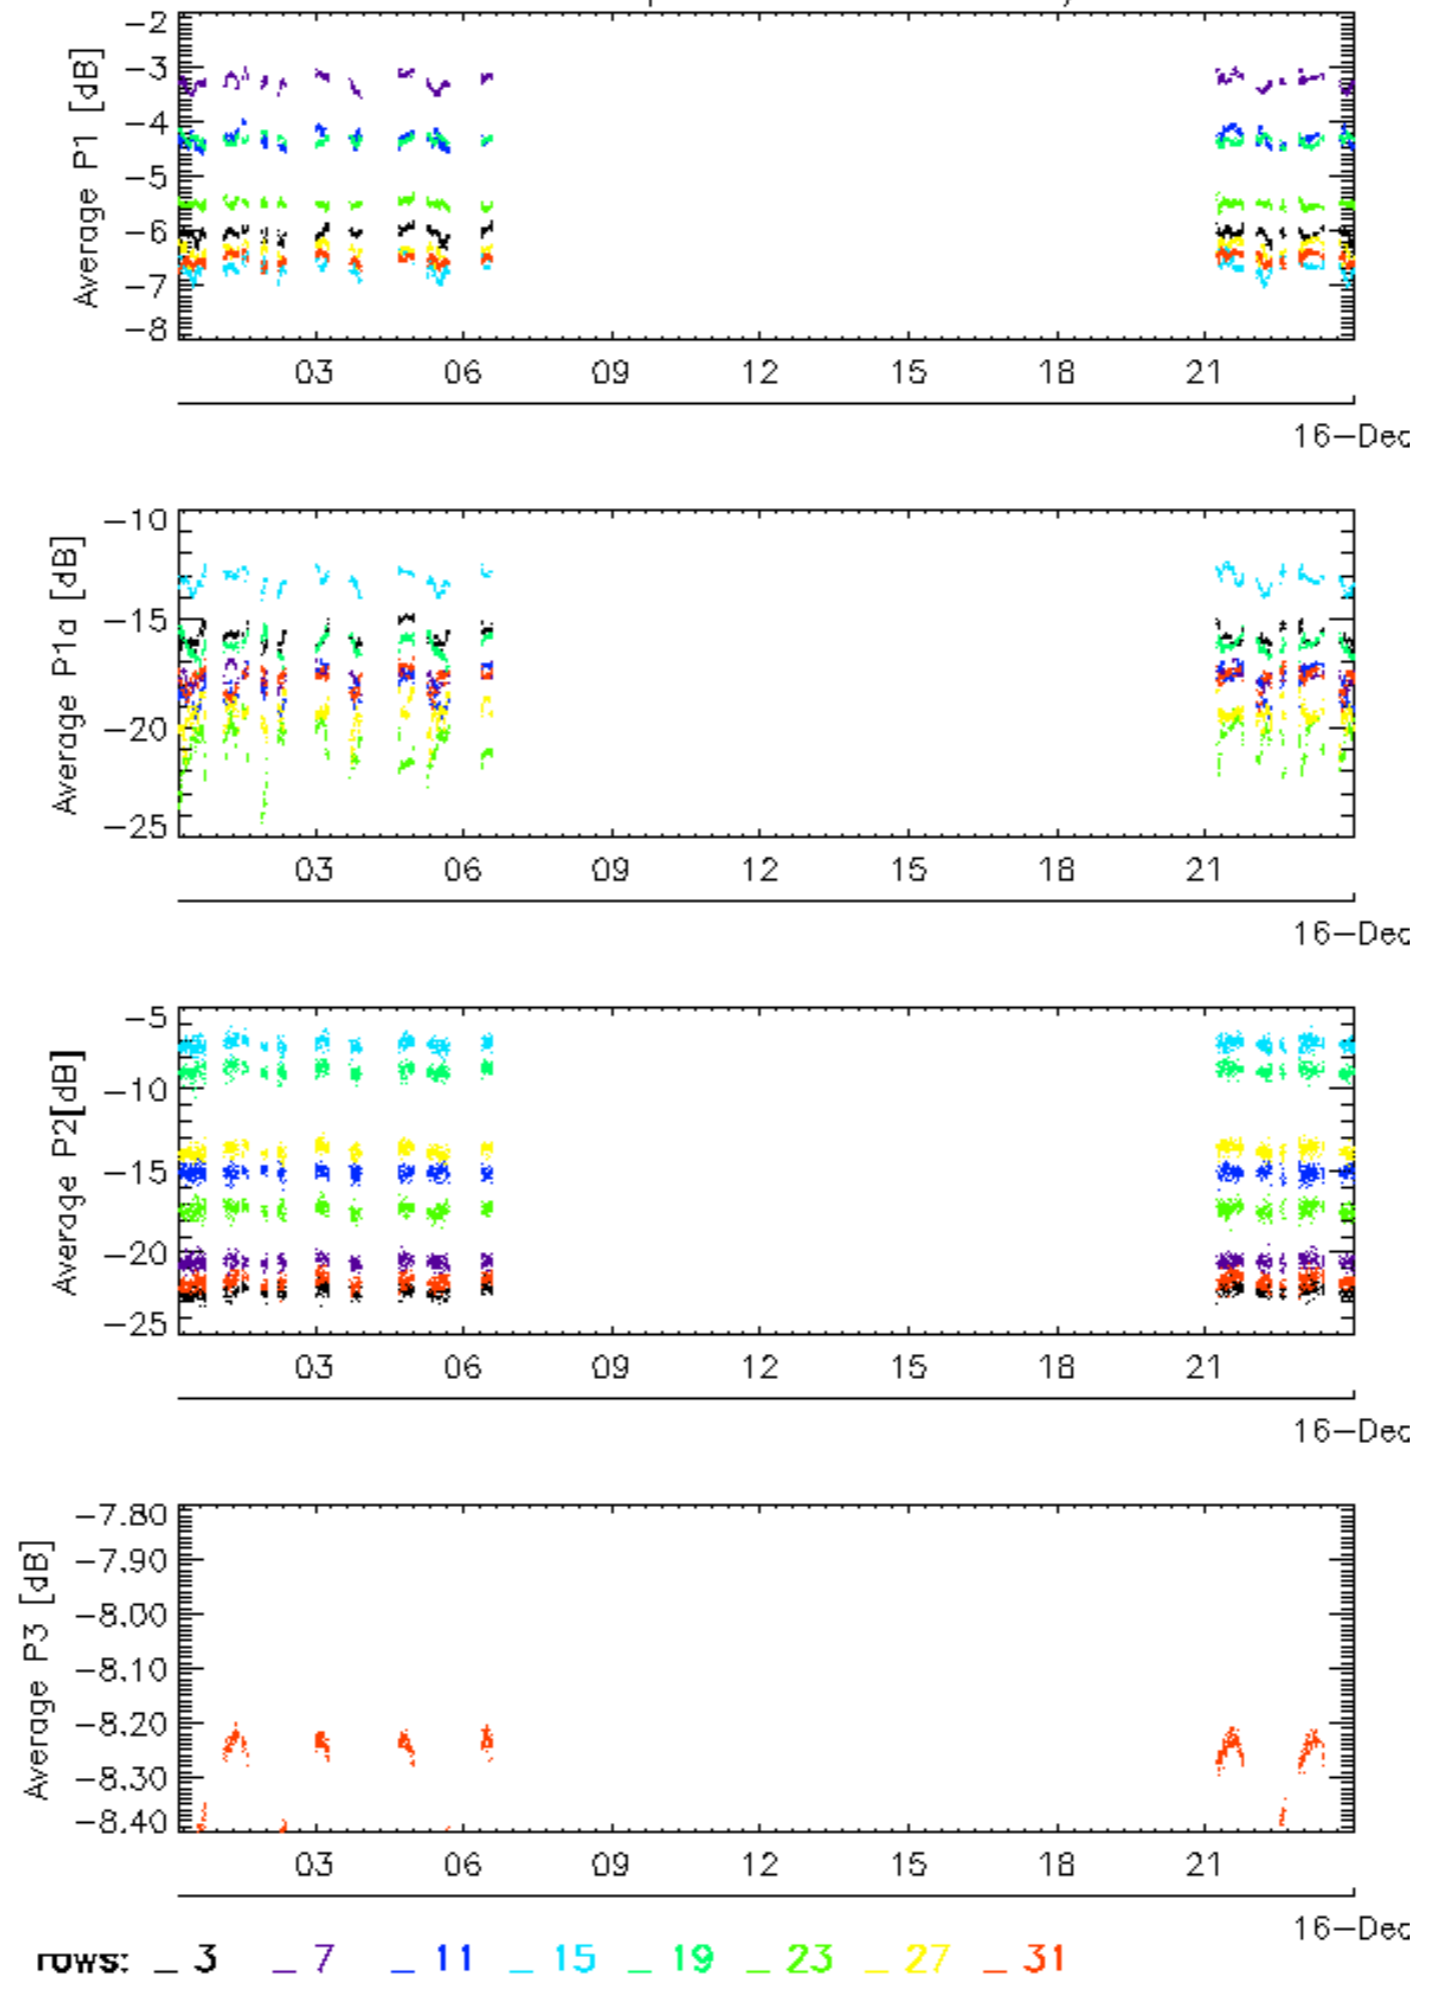 -2
-3
-4
-5
-6
-7
-8
Average P1 [dB]
03 06 09 12 15 18 21
16-Dec
-10
-15
-20
-25
Average P1a [dB]
03 06 09 12 15 18 21
16-Dec
-5
-10
-15
-20
-25
Average P2[dB]
03 06 09 12 15 18 21
16-Dec
-7.80
-7.90
-8.00
-8.10
-8.20
-8.30
-8.40
Average P3 [dB]
03 06 09 12 15 18 21
16-Dec
rows: _ 3 _ 7 _ 11 _ 15 _ 19 _ 23 _ 27 _ 31